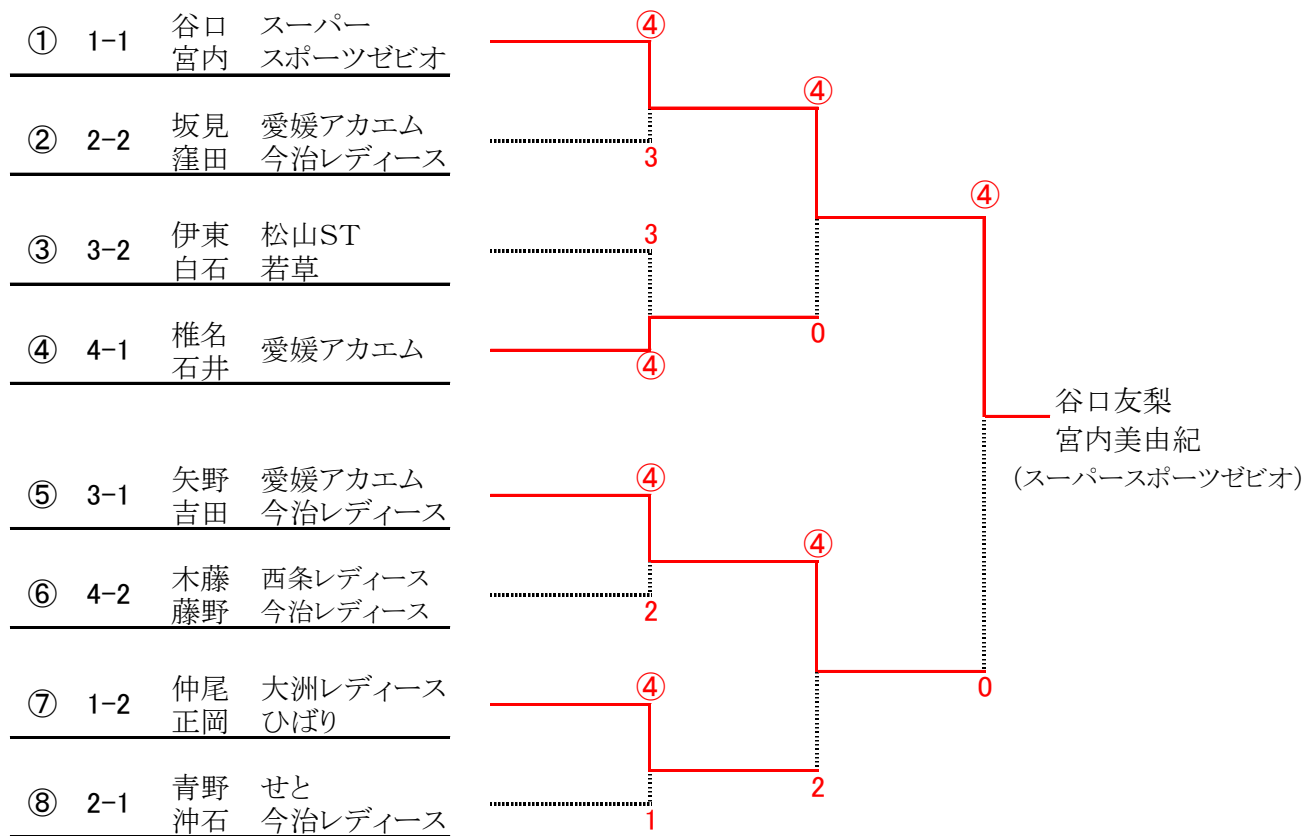 ① 1-1 谷口 スーパー
宮内 スポーツゼビオ
② 2-2 坂見 愛媛アカエム
窪田 今治レディース
③ 3-2 伊東 松山ST
白石 若草
④ 4-1 椎名 愛媛アカエム
石井
⑤ 3-1 矢野 愛媛アカエム
吉田 今治レディース
⑥ 4-2 木藤 西条レディース
藤野 今治レディース
⑦ 1-2 仲尾 大洲レディース
正岡 ひばり
⑧ 2-1 青野 せと
沖石 今治レディース
④
3
3
④
④
2
④
1
④
0
④
2
④
0
谷口友梨
宮内美由紀
(スーパースポーツゼビオ)